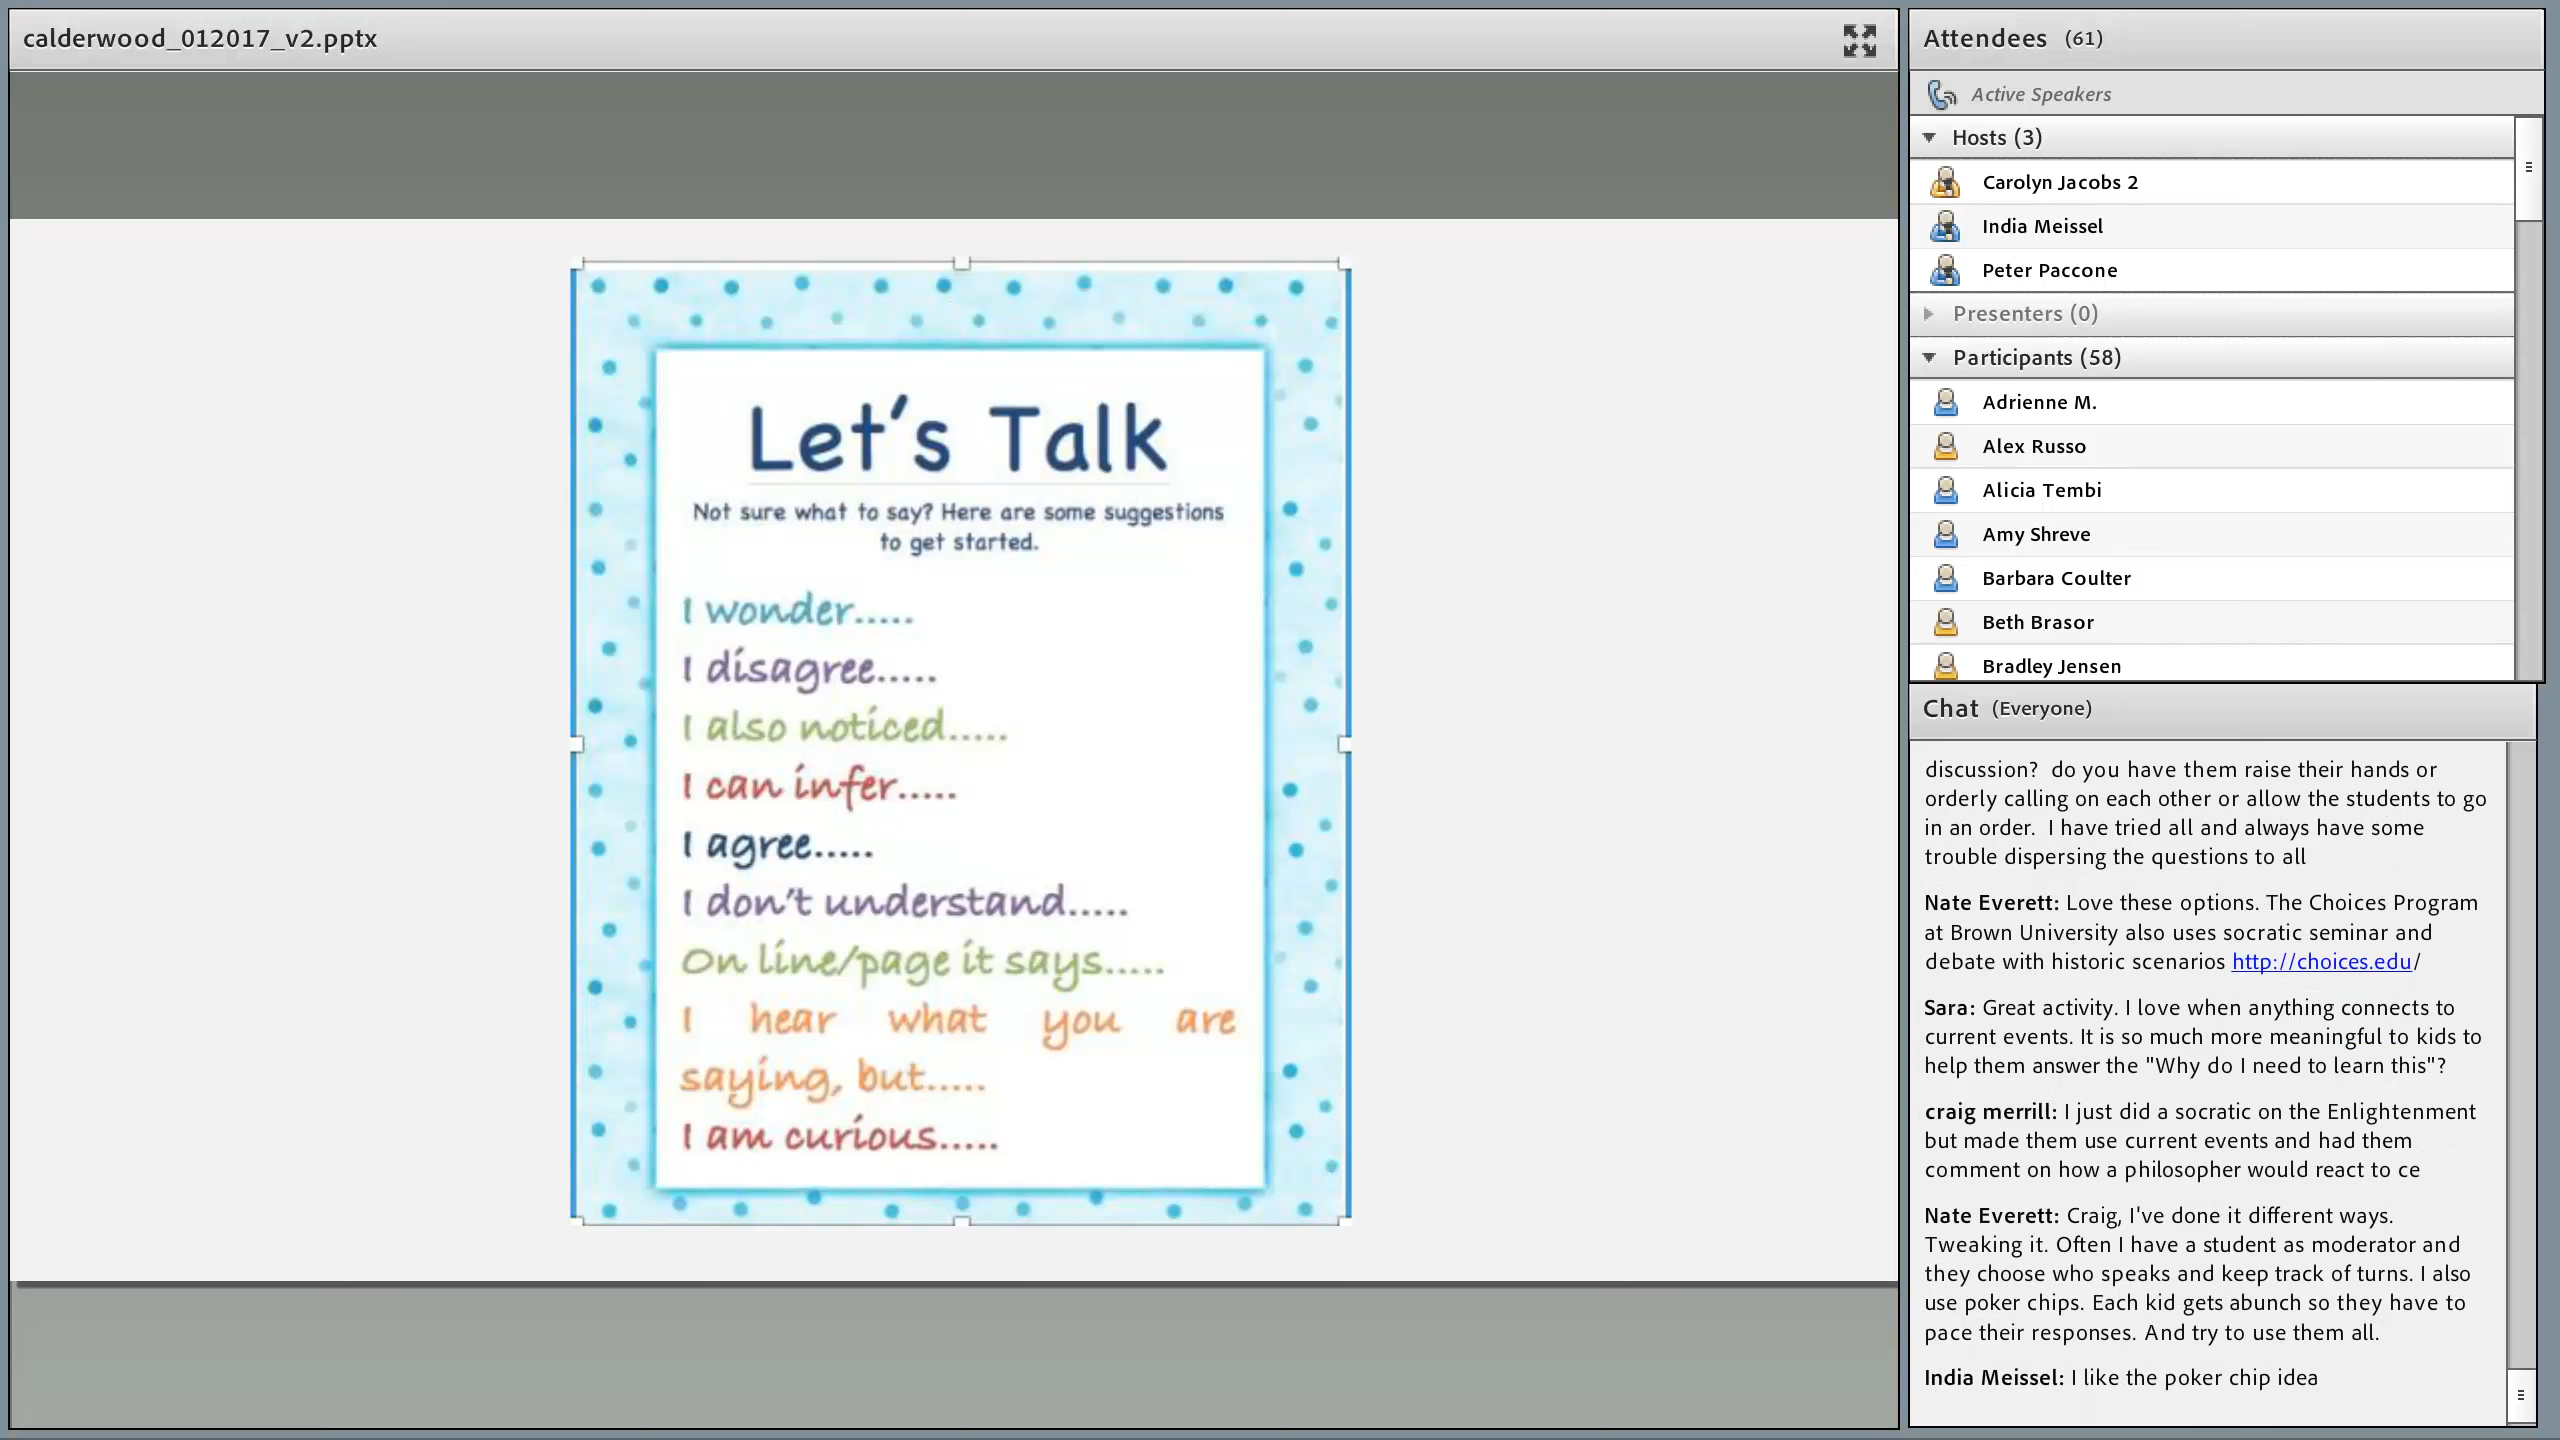 calderwood_012017_v2.pptx
Let's Talk
Not sure what to say? Here are some suggestions
to get started.
I wonder.....
I disagree.....
I also noticed.....
I can infer.....
I agree.....
I don't understand.....
On line/page it says.....
I hear what you are
saying, but.....
I am curious.....
Attendees (61)
Active Speakers
Hosts (3)
Carolyn Jacobs 2
India Meissel
Peter Paccone
Presenters (0)
Participants (58)
Adrienne M.
Alex Russo
Alicia Tembi
Amy Shreve
Barbara Coulter
Beth Brasor
Bradley Jensen
Chat (Everyone)
discussion?  do you have them raise their hands or
orderly calling on each other or allow the students to go
in an order.  I have tried all and always have some
trouble dispersing the questions to all
Nate Everett: Love these options. The Choices Program
at Brown University also uses socratic seminar and
debate with historic scenarios http://choices.edu/
Sara: Great activity. I love when anything connects to
current events. It is so much more meaningful to kids to
help them answer the "Why do I need to learn this"?
craig merrill: I just did a socratic on the Enlightenment
but made them use current events and had them
comment on how a philosopher would react to ce
Nate Everett: Craig, I've done it different ways.
Tweaking it. Often I have a student as moderator and
they choose who speaks and keep track of turns. I also
use poker chips. Each kid gets abunch so they have to
pace their responses. And try to use them all.
India Meissel: I like the poker chip idea